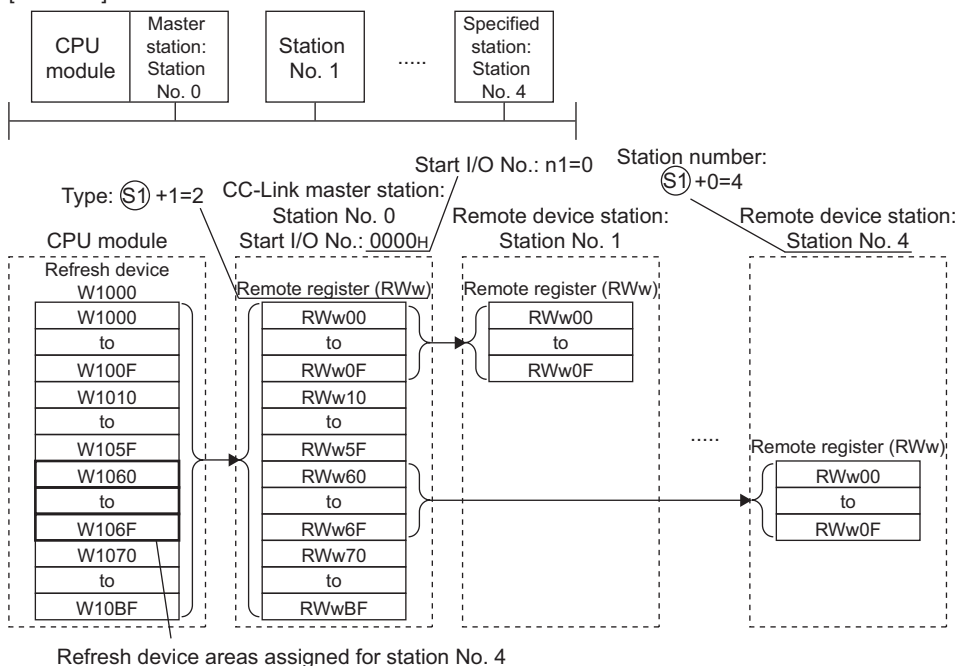 CPU
module
Master
station:
Station
No. 0
Station
No. 1
.....
Specified
station:
Station
No. 4
Start I/O No.: n1=0
Station number:
S1 +0=4
Type: S1 +1=2
CC-Link master station:
Station No. 0
Start I/O No.: 0000H
Remote device station:
Station No. 1
Remote device station:
Station No. 4
CPU module
Refresh device
W1000
W1000
to
W100F
W1010
to
W105F
W1060
to
W106F
W1070
to
W10BF
Remote register (RWw)
RWw00
to
RWw0F
RWw10
to
RWw5F
RWw60
to
RWw6F
RWw70
to
RWwBF
Remote register (RWw)
RWw00
to
RWw0F
.....
Remote register (RWw)
RWw00
to
RWw0F
Refresh device areas assigned for station No. 4